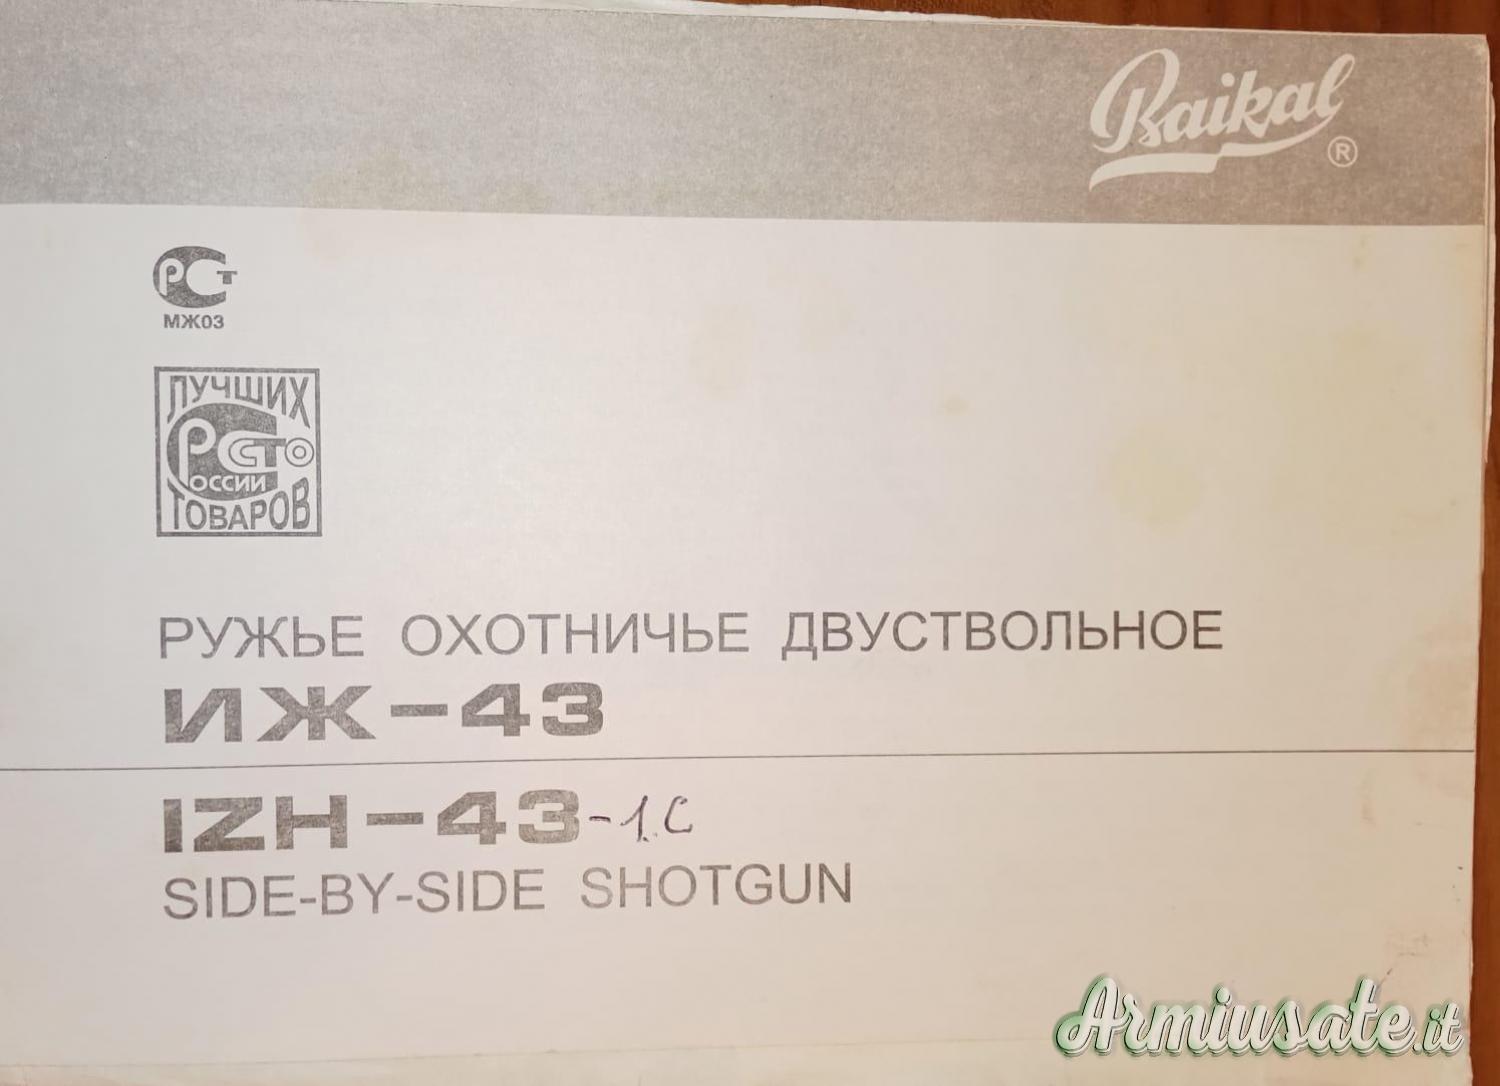 Baikal®
РСТ
МЖ03
ЛУЧШИХ
СТО
РОССИИ
ТОВАРОВ
РУЖЬЕ ОХОТНИЧЬЕ ДВУСТВОЛЬНОЕ
ИЖ-43
IZH-43-1.C
SIDE-BY-SIDE SHOTGUN
Armiusate.it